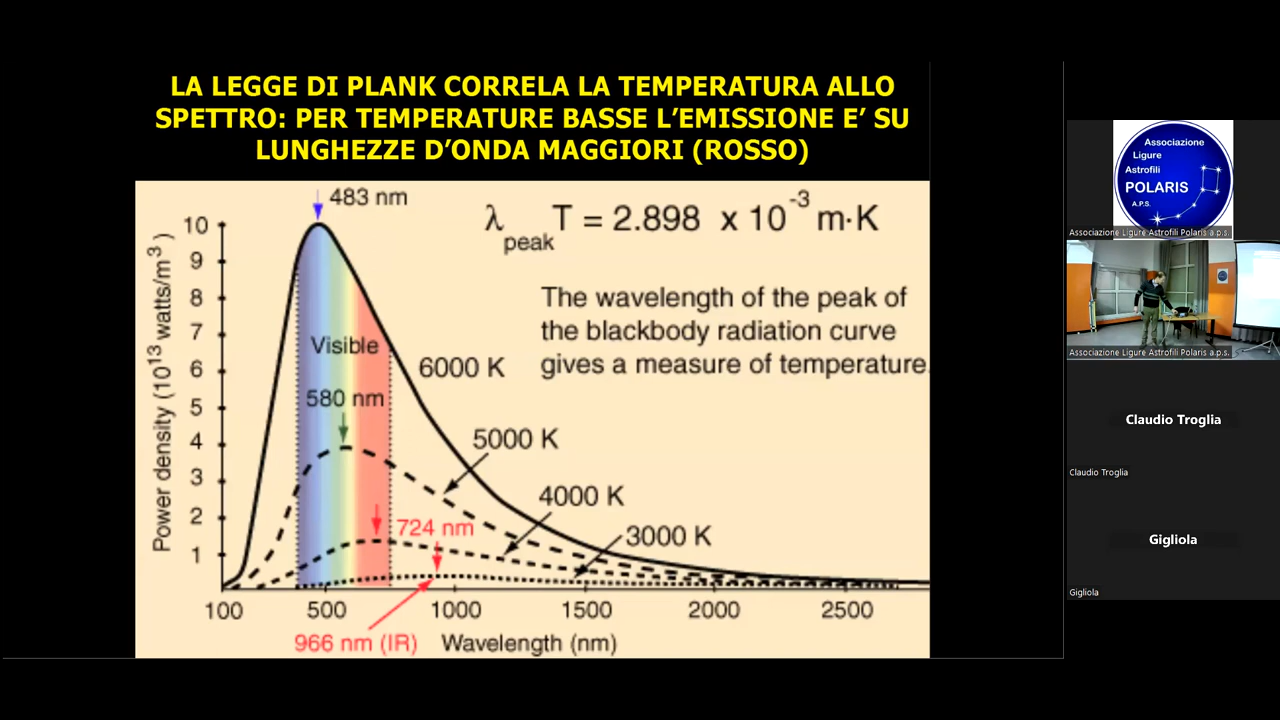 LA LEGGE DI PLANK CORRELA LA TEMPERATURA ALLO
SPETTRO: PER TEMPERATURE BASSE L’EMISSIONE E’ SU
LUNGHEZZE D’ONDA MAGGIORI (ROSSO)
483 nm
λpeak T = 2.898 x 10-3 m·K
The wavelength of the peak of
the blackbody radiation curve
gives a measure of temperature.
Power density (10¹³ watts/m³)
10
9
8
7
6
5
4
3
2
1
Visible
6000 K
580 nm
5000 K
4000 K
724 nm
3000 K
100 500 1000 1500 2000 2500
966 nm (IR)
Wavelength (nm)
Associazione
Ligure
Astrofili
POLARIS
A.P.S.
Associazione Ligure Astrofili Polaris a.p.s.
Associazione Ligure Astrofili Polaris a.p.s.
Claudio Troglia
Claudio Troglia
Gigliola
Gigliola